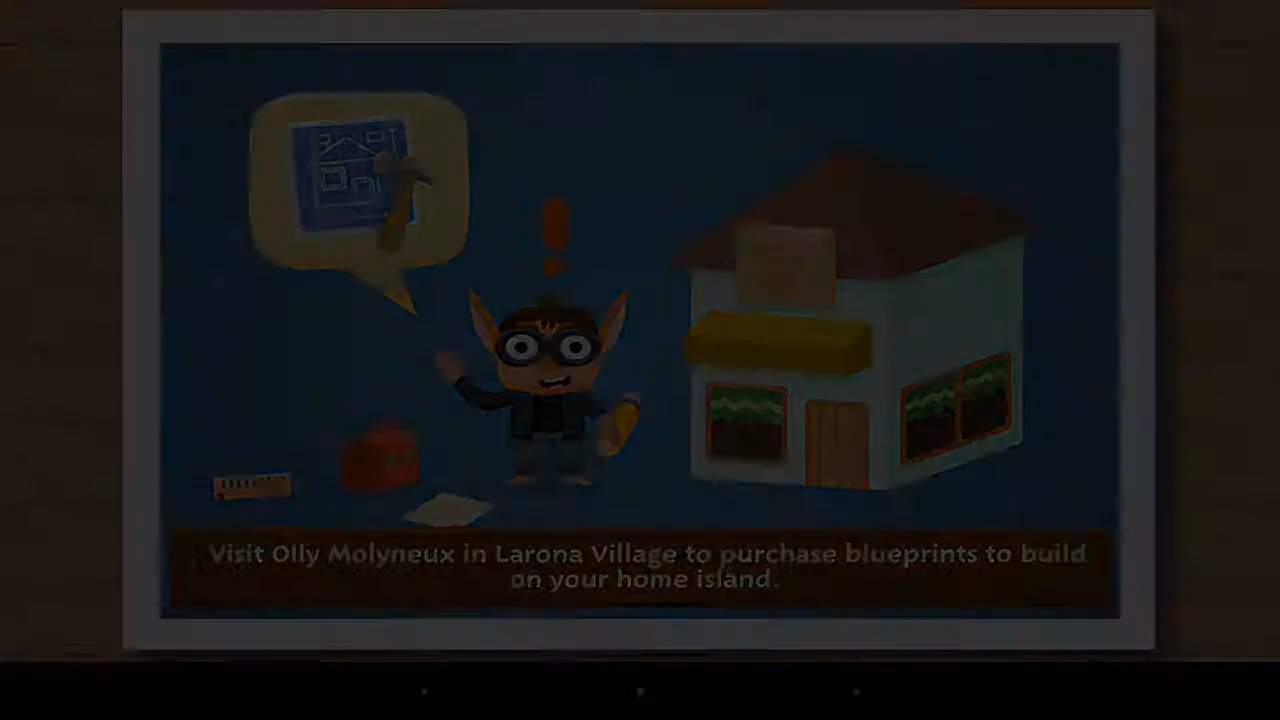 Visit Olly Molyneux in Larona Village to purchase blueprints to build
on your home island.